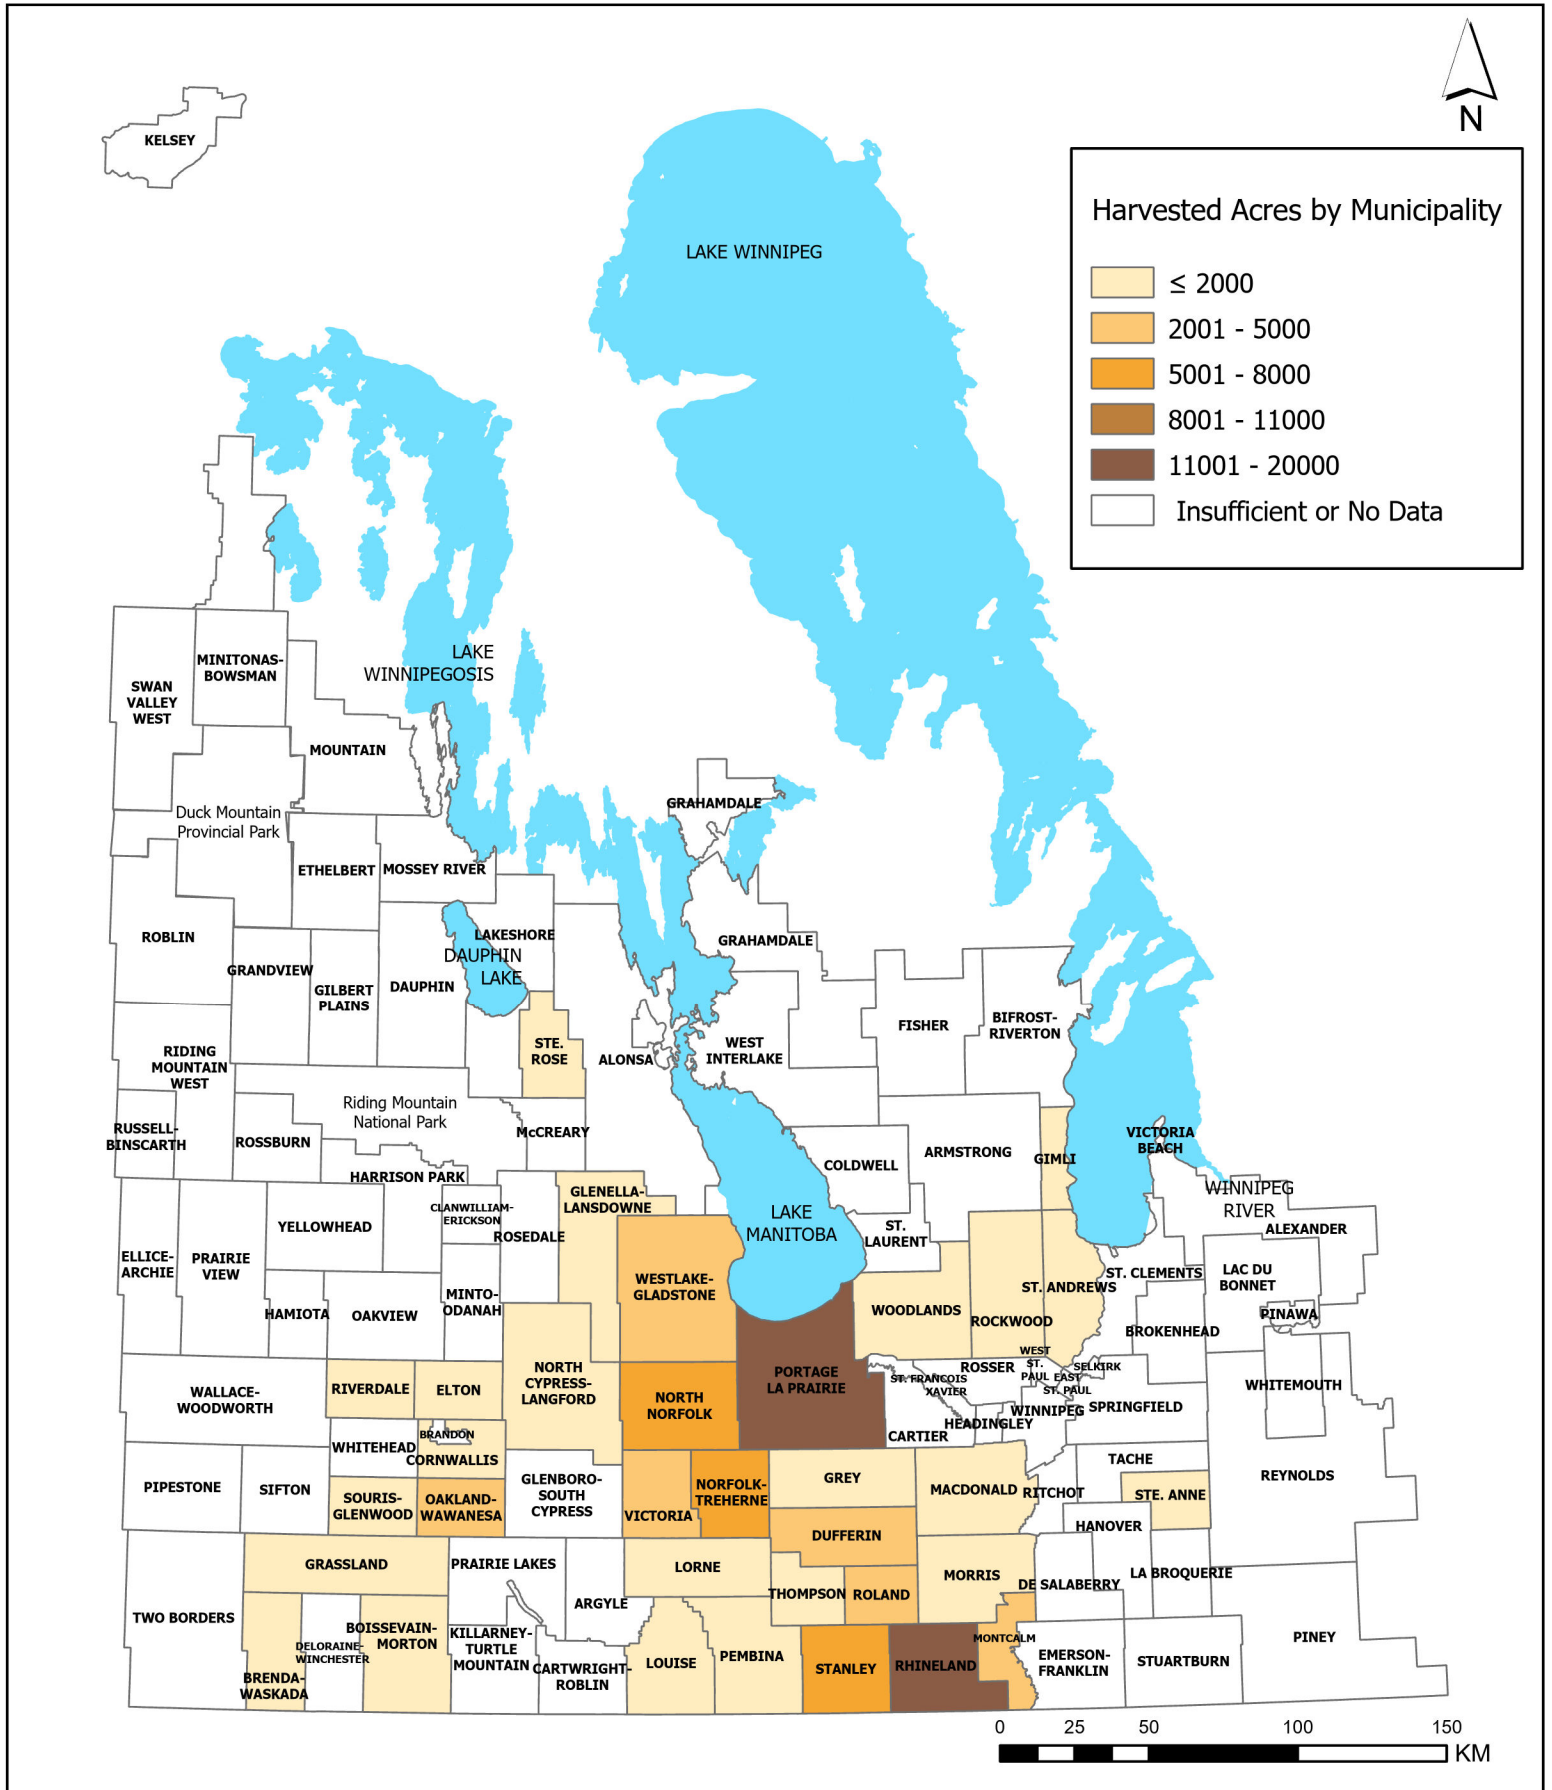 N
KELSEY
Harvested Acres by Municipality
≤ 2000
2001 - 5000
5001 - 8000
8001 - 11000
11001 - 20000
Insufficient or No Data
LAKE WINNIPEG
LAKE
WINNIPEGOSIS
MINITONAS-
BOWSMAN
SWAN
VALLEY
WEST
MOUNTAIN
Duck Mountain
Provincial Park
GRAHAMDALE
ETHELBERT
MOSSEY RIVER
ROBLIN
LAKESHORE
GRAHAMDALE
DAUPHIN
LAKE
GRANDVIEW
GILBERT
PLAINS
DAUPHIN
FISHER
BIFROST-
RIVERTON
STE.
ROSE
ALONSA
WEST
INTERLAKE
RIDING
MOUNTAIN
WEST
Riding Mountain
National Park
RUSSELL-
BINSCARTH
ROSSBURN
McCREARY
VICTORIA
BEACH
ARMSTRONG
GIMLI
COLDWELL
HARRISON PARK
GLENELLA-
LANSDOWNE
WINNIPEG
RIVER
CLANWILLIAM-
ERICKSON
YELLOWHEAD
ROSEDALE
LAKE
MANITOBA
ST.
LAURENT
ALEXANDER
ELLICE-
ARCHIE
PRAIRIE
VIEW
WESTLAKE-
GLADSTONE
ST. ANDREWS
ST. CLEMENTS
LAC DU
BONNET
MINTO-
ODANAH
HAMIOTA
OAKVIEW
WOODLANDS
ROCKWOOD
PINAWA
BROKENHEAD
WEST
ST.
PAUL
EAST
ST. PAUL
SELKIRK
ROSSER
ST. FRANCOIS
XAVIER
NORTH
CYPRESS-
LANGFORD
PORTAGE
LA PRAIRIE
WALLACE-
WOODWORTH
RIVERDALE
ELTON
NORTH
NORFOLK
WHITEMOUTH
WINNIPEG
SPRINGFIELD
HEADINGLEY
CARTIER
BRANDON
WHITEHEAD
CORNWALLIS
TACHE
PIPESTONE
SIFTON
GLENBORO-
SOUTH
CYPRESS
NORFOLK-
TREHERNE
GREY
MACDONALD
RITCHOT
REYNOLDS
STE. ANNE
SOURIS-
GLENWOOD
OAKLAND-
WAWANESA
VICTORIA
HANOVER
DUFFERIN
GRASSLAND
PRAIRIE LAKES
LORNE
MORRIS
DE SALABERRY
LA BROQUERIE
THOMPSON
ROLAND
ARGYLE
TWO BORDERS
BOISSEVAIN-
MORTON
DELORAINE-
WINCHESTER
KILLARNEY-
TURTLE
MOUNTAIN
MONTCALM
PINEY
BRENDA-
WASKADA
CARTWRIGHT-
ROBLIN
LOUISE
PEMBINA
STANLEY
RHINELAND
EMERSON-
FRANKLIN
STUARTBURN
0 25 50 100 150
KM